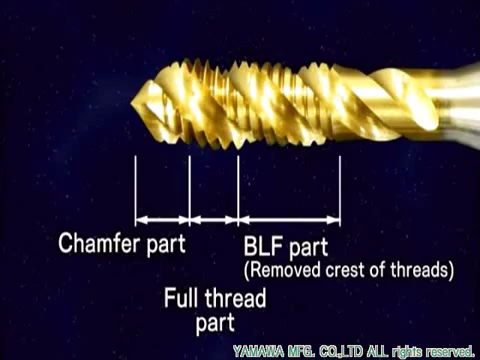 Chamfer part
BLF part
(Removed crest of threads)
Full thread
part
YAMAWA MFG. CO.,LTD ALL rights reserved.